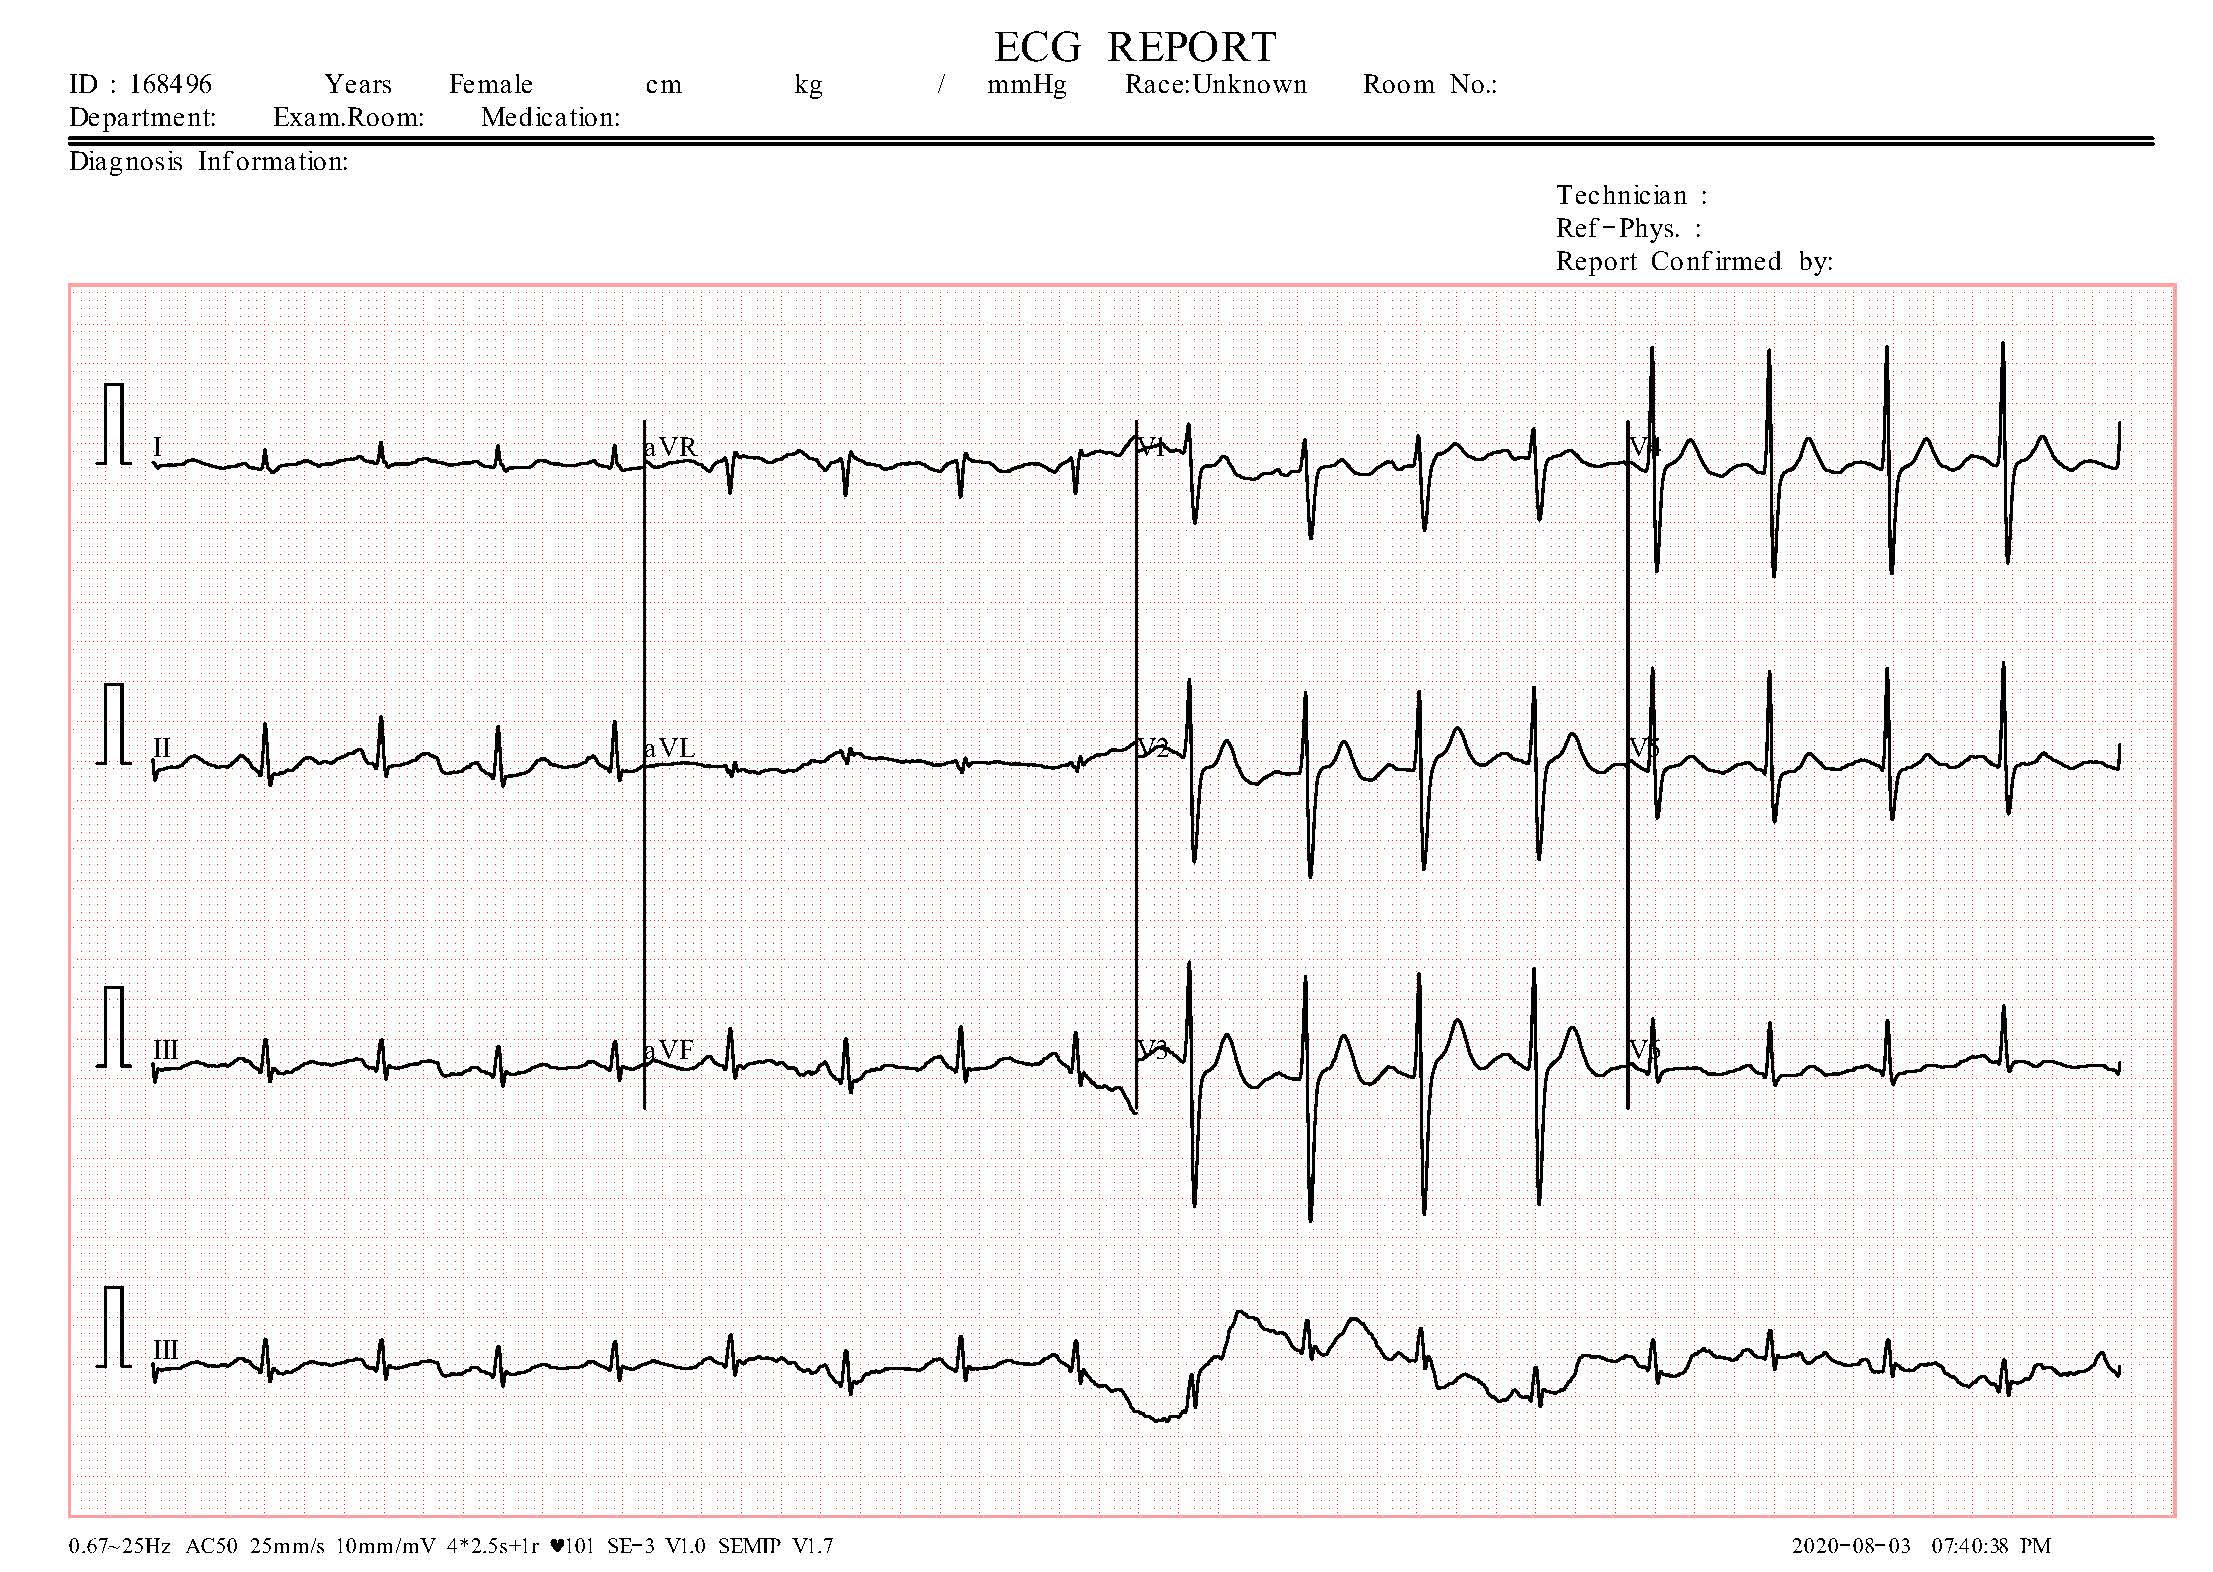 ECG REPORT
ID : 168496 Years Female cm kg / mmHg Race:Unknown Room No.:
Department: Exam.Room: Medication:
Diagnosis Information:
Technician :
Ref-Phys. :
Report Confirmed by:
I aVR V1 V4
II aVL V2 V5
III aVF V3 V6
III
0.67~25Hz AC50 25mm/s 10mm/mV 4*2.5s+1r ♥101 SE-3 V1.0 SEMIP V1.7 2020-08-03 07:40:38 PM